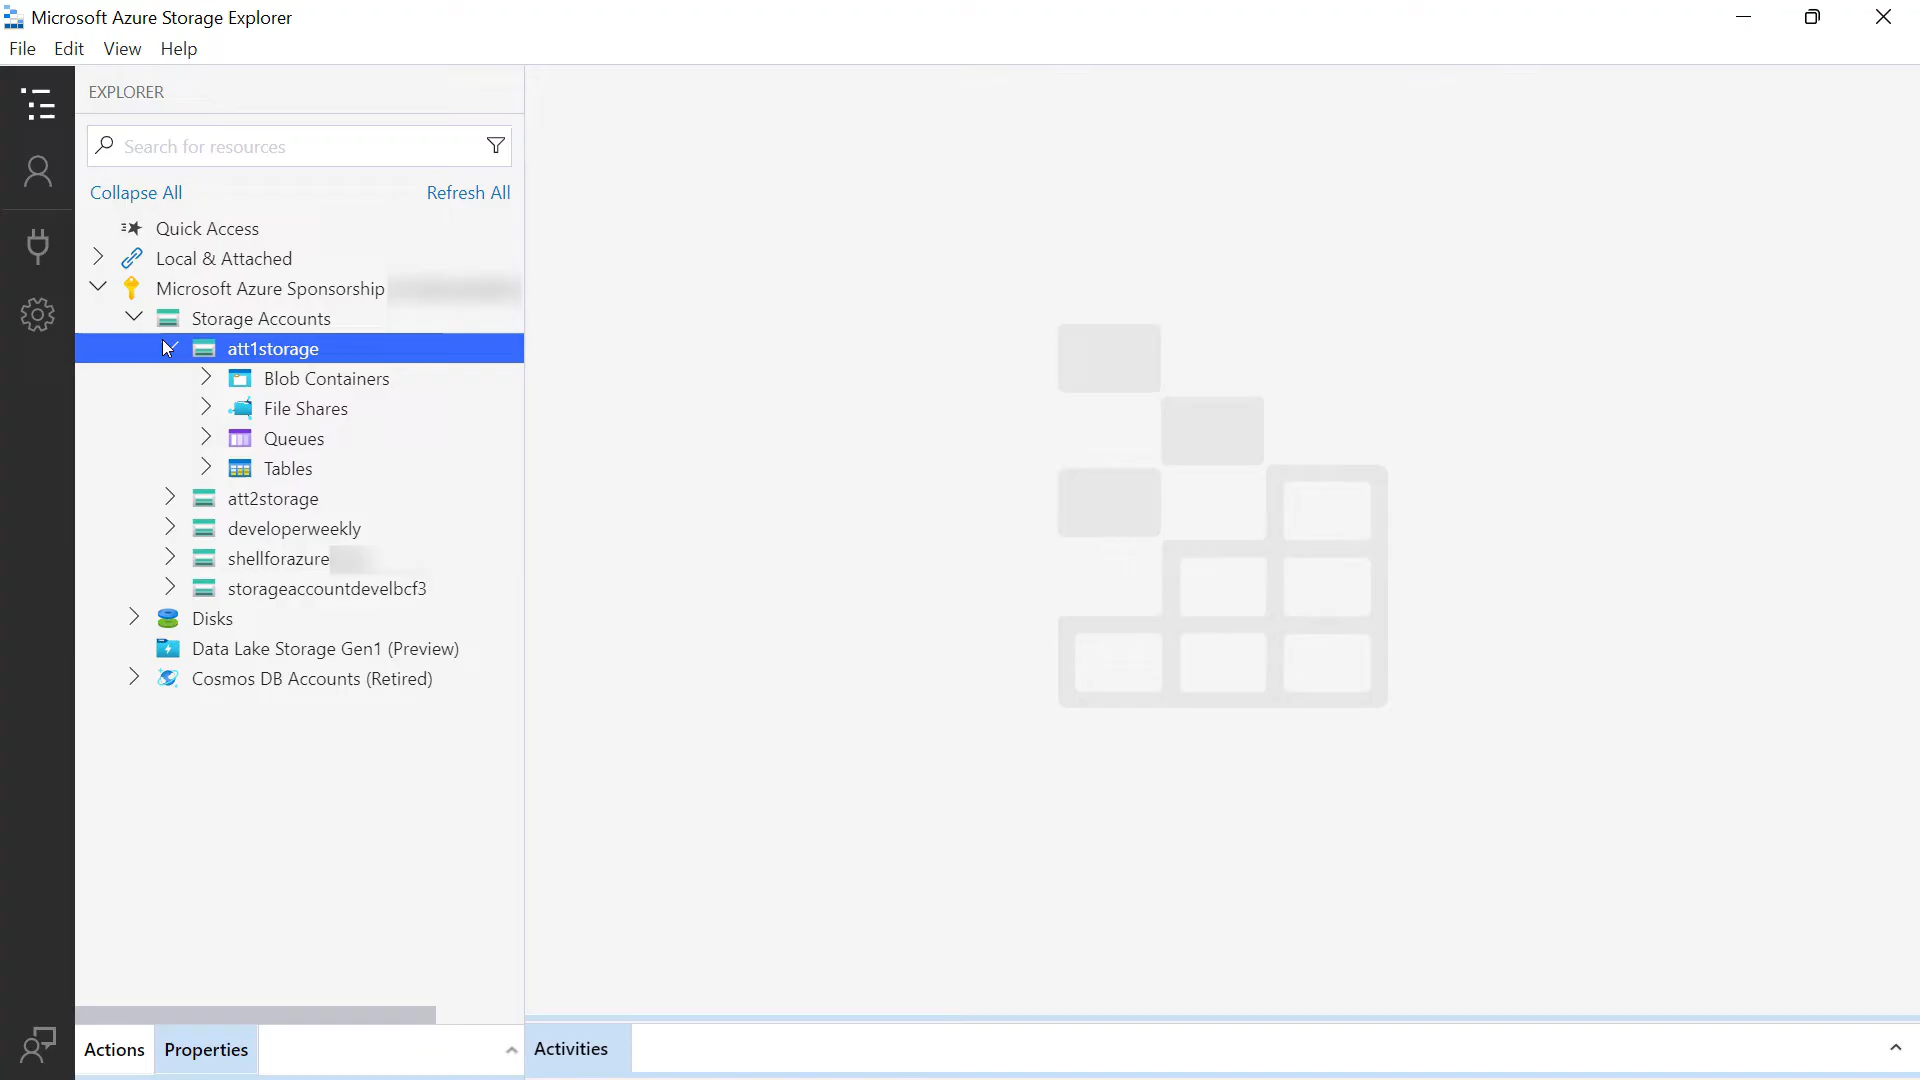 Microsoft Azure Storage Explorer
File Edit View Help
EXPLORER
Search for resources
Collapse All Refresh All
Quick Access
Local & Attached
Microsoft Azure Sponsorship
Storage Accounts
att1storage
Blob Containers
File Shares
Queues
Tables
att2storage
developerweekly
shellforazure
storageaccountdevelbcf3
Disks
Data Lake Storage Gen1 (Preview)
Cosmos DB Accounts (Retired)
Actions Properties Activities